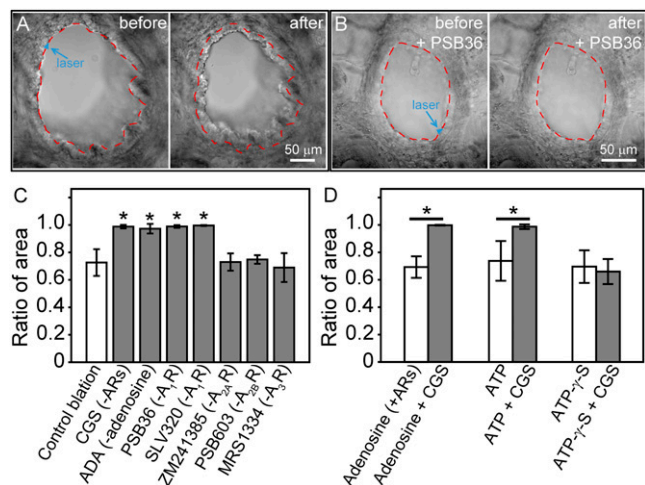 A before after
laser
50 μm
B before + PSB36 after + PSB36
laser
50 μm
C
Ratio of area
1.0
0.8
0.6
0.4
0.2
0
* * * *
Control blation
CGS (-ARs)
ADA (-adenosine)
PSB36 (-A1R)
SLV320 (-A1R)
ZM241385 (-A2AR)
PSB603 (-A2BR)
MRS1334 (-A3R)
D
Ratio of area
1.0
0.8
0.6
0.4
0.2
0
* *
Adenosine (+ARs)
Adenosine + CGS
ATP
ATP + CGS
ATP-γ-S
ATP-γ-S + CGS